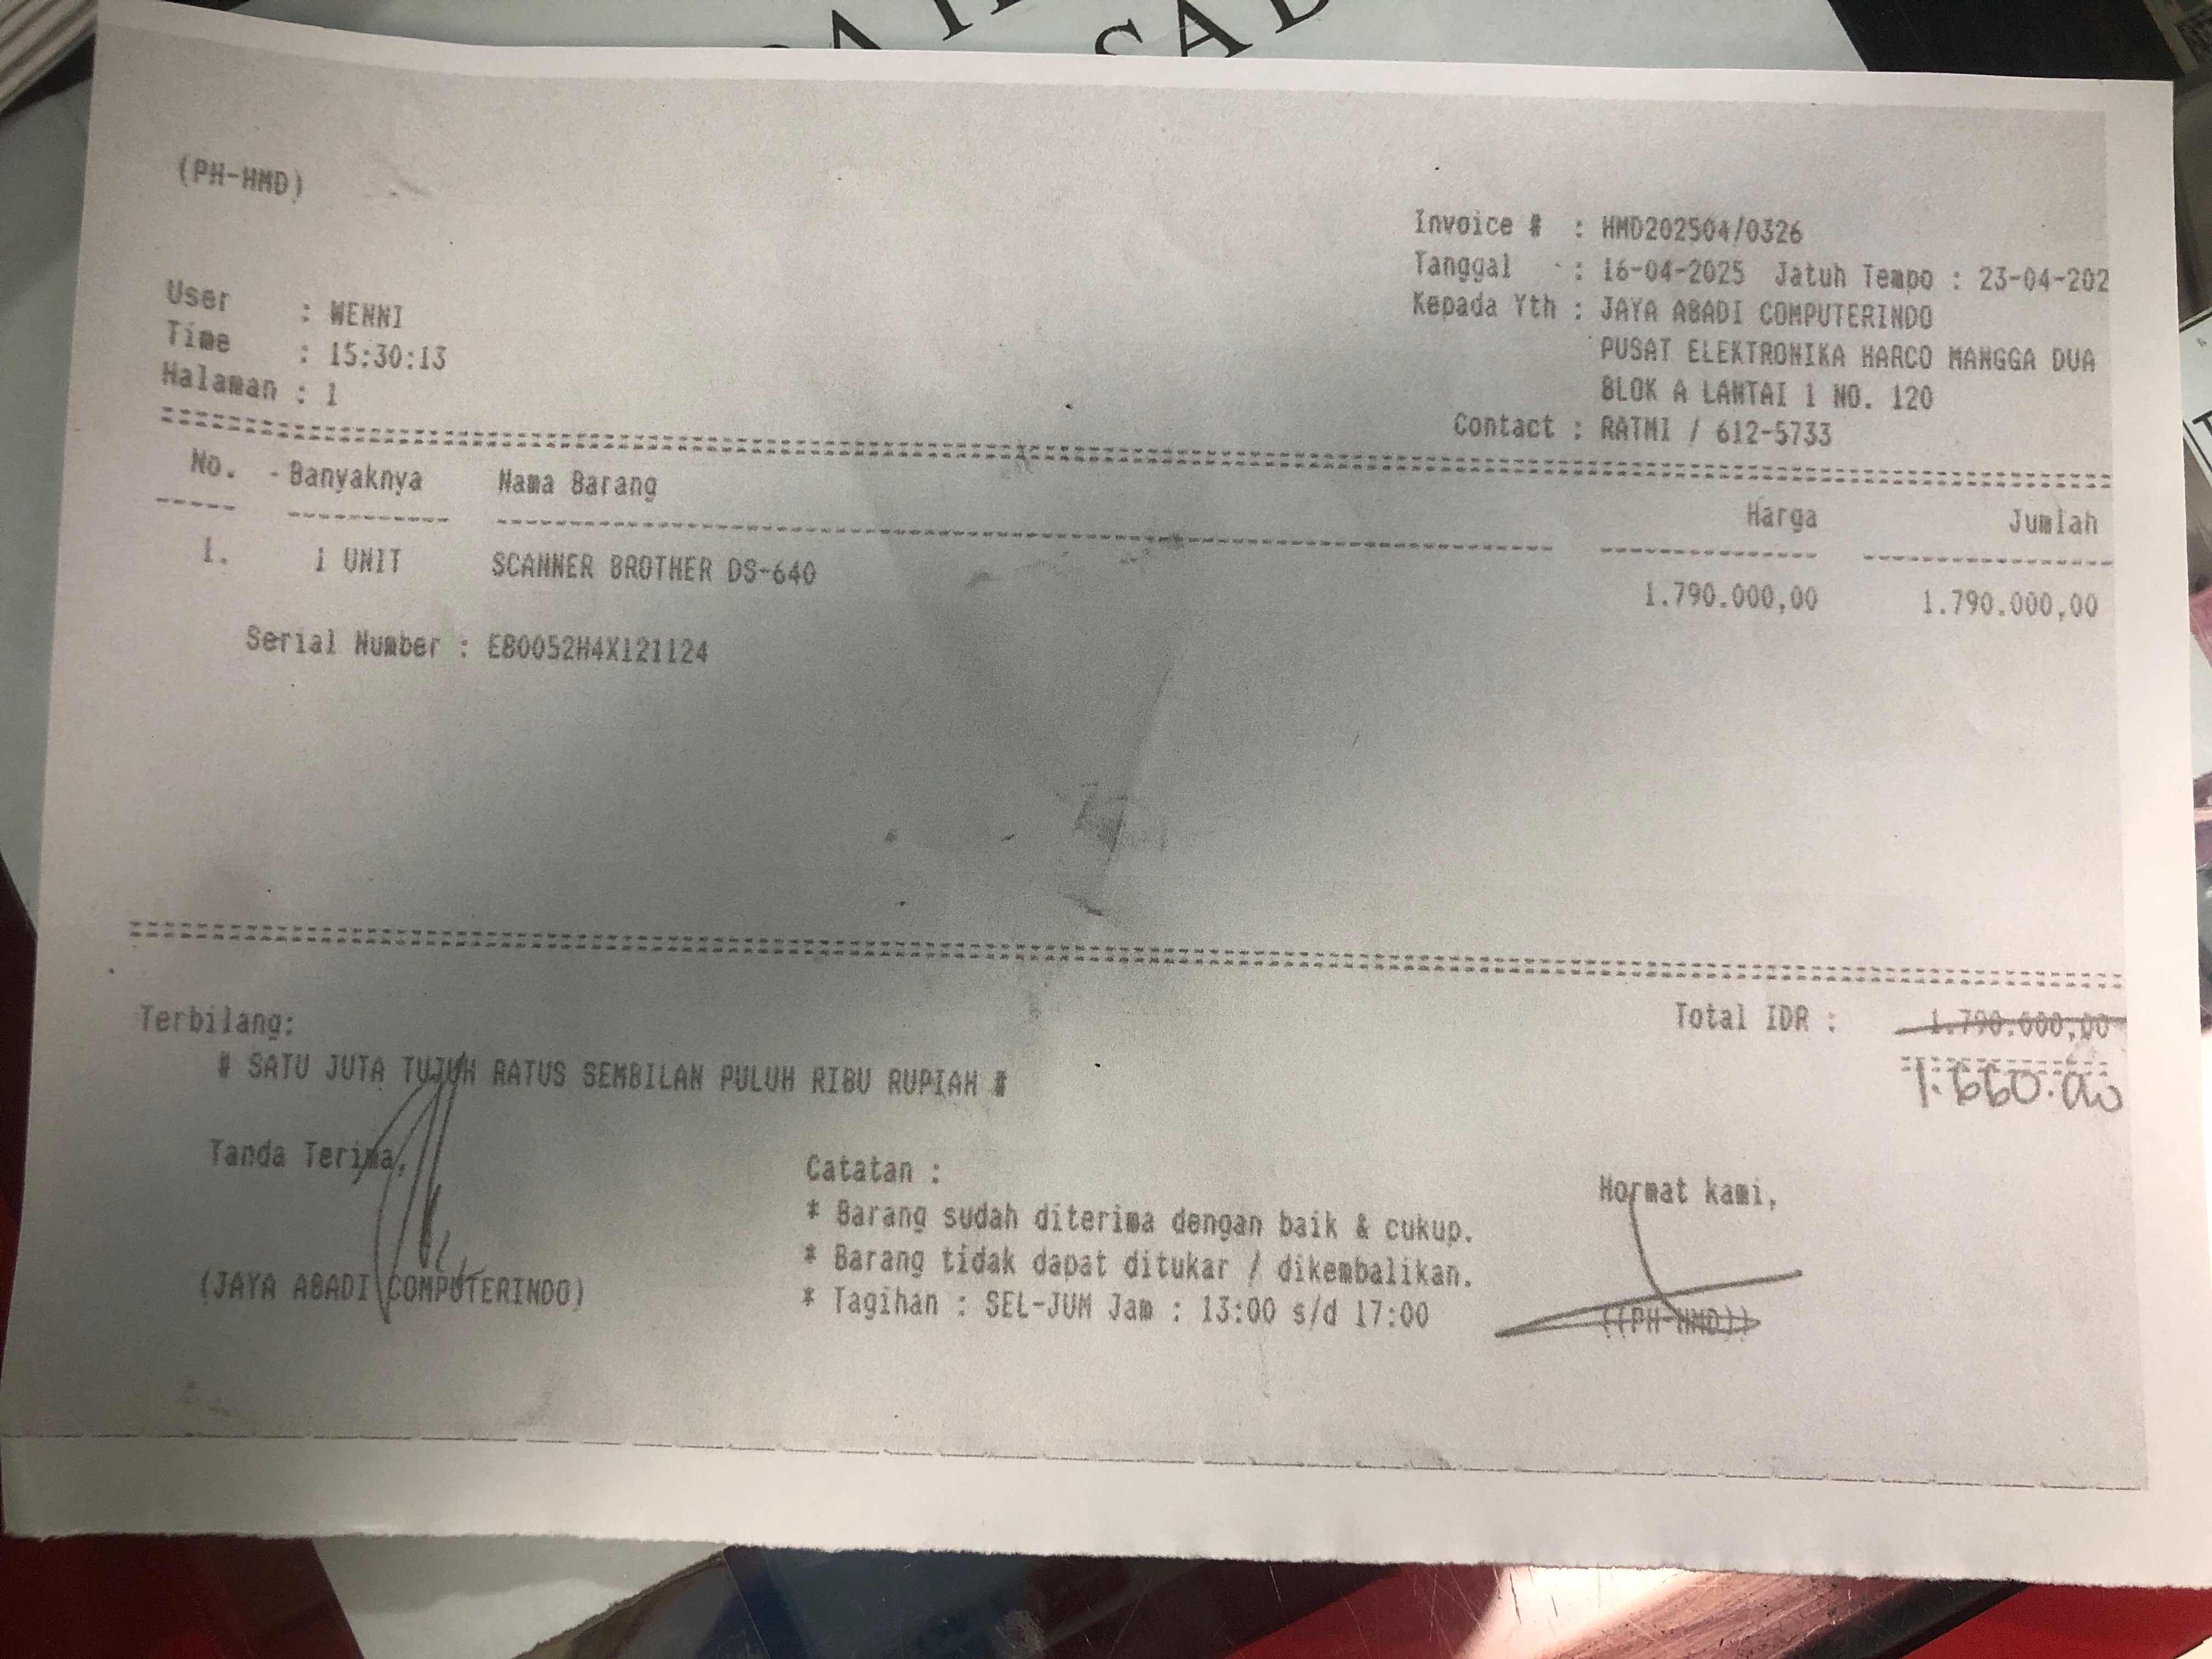 (PH-HMD)
Invoice # : HMD202504/0326
Tanggal : 16-04-2025 Jatuh Tempo : 23-04-202
Kepada Yth : JAYA ABADI COMPUTERINDO
PUSAT ELEKTRONIKA HARCO MANGGA DUA
BLOK A LANTAI 1 NO. 120
Contact : RATMI / 612-5733
User : WENNI
Time : 15:30:13
Halaman : 1
No. - Banyaknya Nama Barang Harga Jumlah
1. 1 UNIT SCANNER BROTHER DS-640 1.790.000,00 1.790.000,00
Serial Number : E80052H4X121124
Total IDR : 1.790.000,00
1.660.000
Terbilang:
# SATU JUTA TUJUH RATUS SEMBILAN PULUH RIBU RUPIAH #
Tanda Terima,
(JAYA ABADI COMPUTERINDO)
Catatan :
* Barang sudah diterima dengan baik & cukup.
* Barang tidak dapat ditukar / dikembalikan.
* Tagihan : SEL-JUM Jam : 13:00 s/d 17:00
Hormat kami,
((PH-HMD))